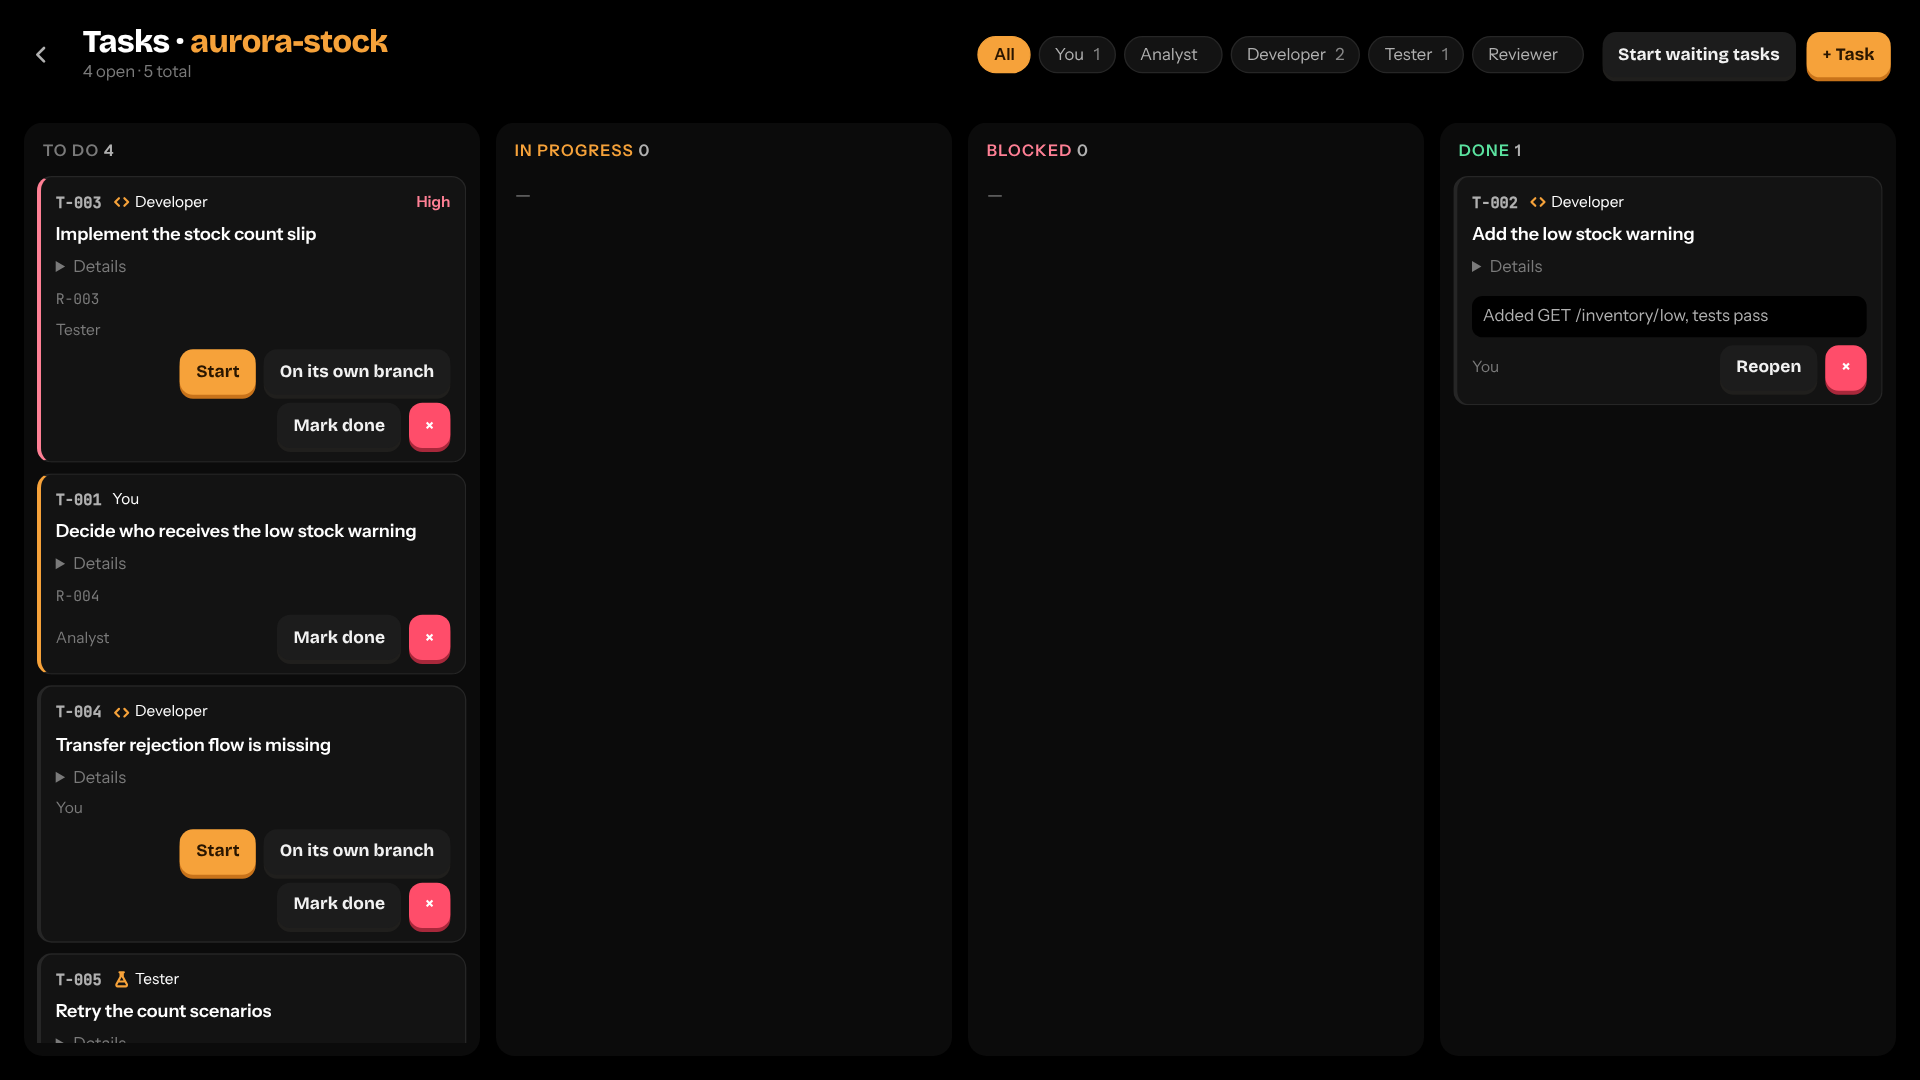 Tasks · aurora-stock
4 open · 5 total
All
You 1
Analyst
Developer 2
Tester 1
Reviewer
Start waiting tasks
+ Task
TO DO 4
T-003 Developer High
Implement the stock count slip
Details
R-003
Tester
Start
On its own branch
Mark done
×
T-001 You
Decide who receives the low stock warning
Details
R-004
Analyst
Mark done
×
T-004 Developer
Transfer rejection flow is missing
Details
You
Start
On its own branch
Mark done
×
T-005 Tester
Retry the count scenarios
Details
IN PROGRESS 0
—
BLOCKED 0
—
DONE 1
T-002 Developer
Add the low stock warning
Details
Added GET /inventory/low, tests pass
You
Reopen
×